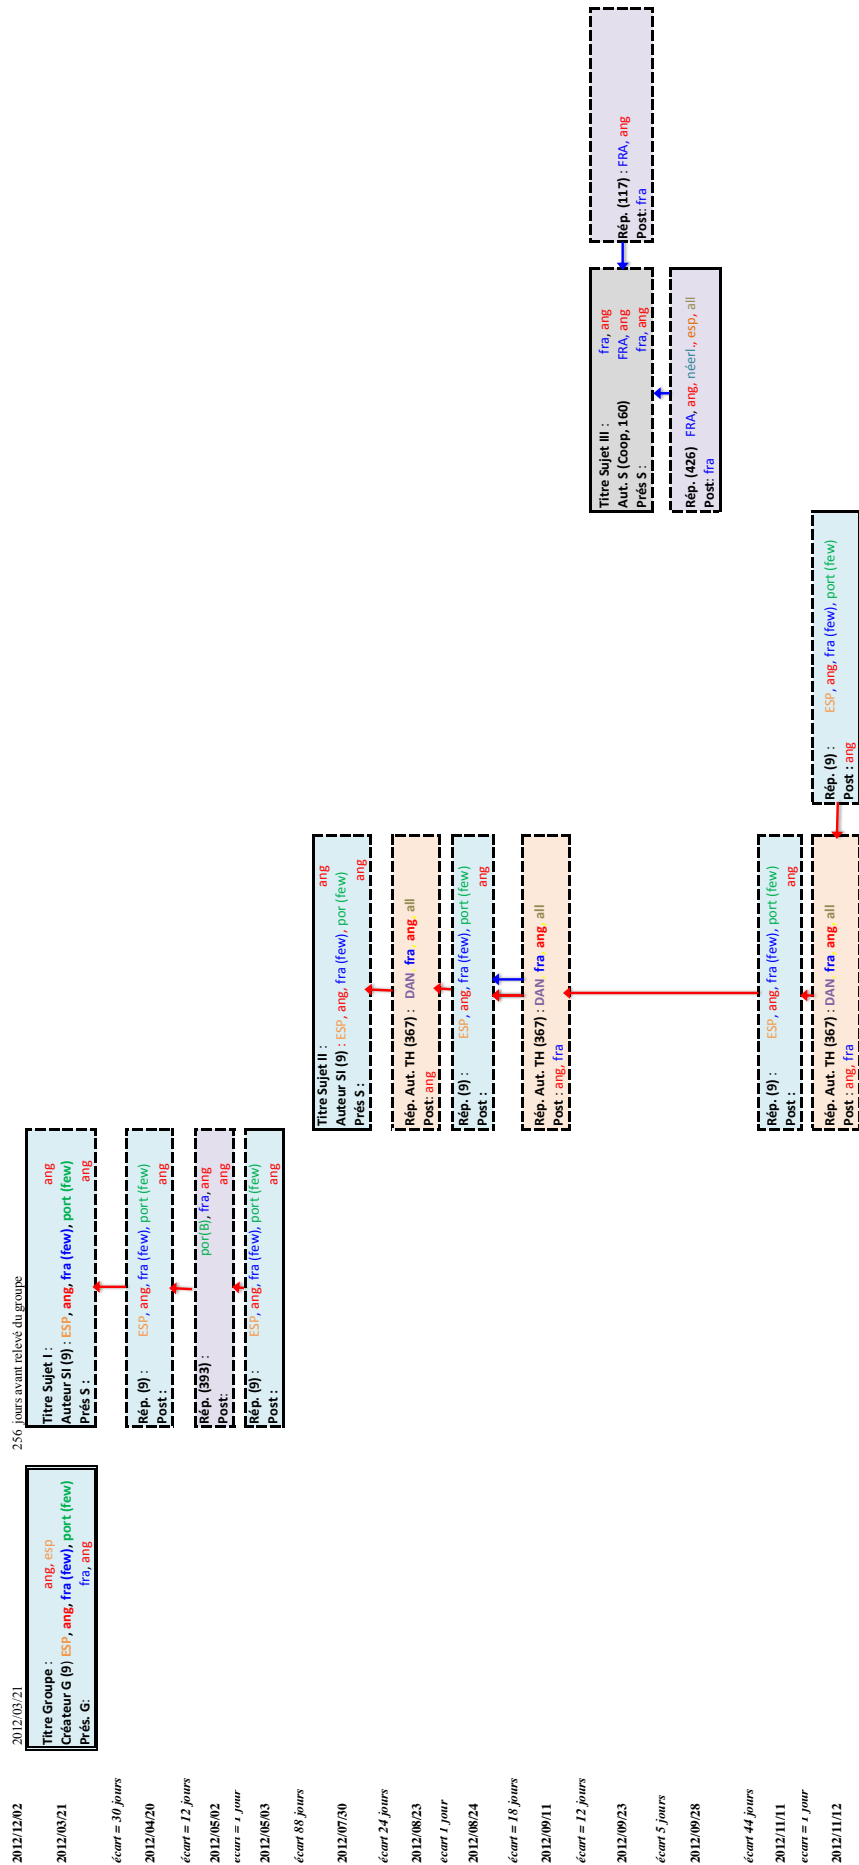 2012/12/02
2012/03/21
écart = 30 jours
2012/04/20
écart = 12 jours
2012/05/02
écart = 1 jour
2012/05/03
écart 88 jours
2012/07/30
écart 24 jours
2012/08/23
écart 1 jour
2012/08/24
écart = 18 jours
2012/09/11
écart = 12 jours
2012/09/23
écart 5 jours
2012/09/28
écart 44 jours
2012/11/11
écart = 1 jour
2012/11/12
2012/03/21
Titre Groupe : ang, esp
Créateur G (9) ESP, ang, fra (few), port (few)
Prés. G: fra, ang
256 jours avant relevé du groupe
Titre Sujet I : ang
Auteur SI (9) : ESP, ang, fra (few), port (few)
Prés S : ang
Rép. (9) : ESP, ang, fra (few), port (few)
Post : ang
Rép. (393) : por(B), fra, ang
Post: ang
Rép. (9) : ESP, ang, fra (few), port (few)
Post : ang
Titre Sujet II : ang
Auteur SI (9) : ESP, ang, fra (few), por (few)
Prés S : ang
Rép. Aut. TH (367) : DAN, fra, ang, all
Post: ang
Rép. (9) : ESP, ang, fra (few), port (few)
Post : ang
Rép. Aut. TH (367) : DAN, fra, ang, all
Post : ang, fra
Rép. (9) : ESP, ang, fra (few), port (few)
Post : ang
Rép. Aut. TH (367) : DAN, fra, ang, all
Post : ang, fra
Rép. (9) : ESP, ang, fra (few), port (few)
Post : ang
Titre Sujet III : fra, ang
Aut. S (Coop, 160) FRA, ang
Prés S : fra, ang
Rép. (426) FRA, ang, néerl., esp, all
Post: fra
Rép. (117) : FRA, ang
Post: fra